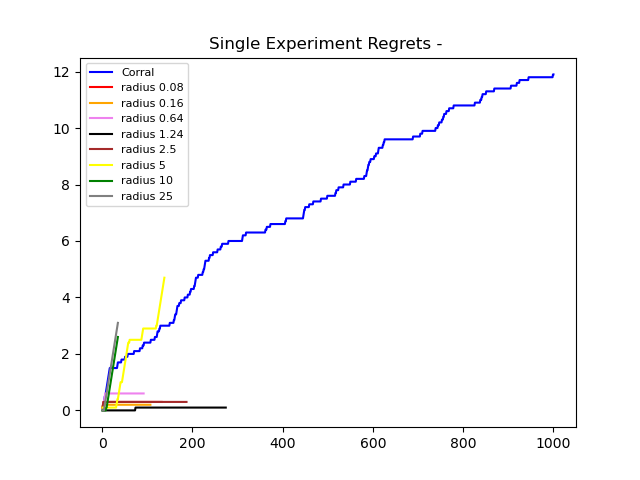 Single Experiment Regrets -
Corral
radius 0.08
radius 0.16
radius 0.64
radius 1.24
radius 2.5
radius 5
radius 10
radius 25
12
10
8
6
4
2
0
0 200 400 600 800 1000